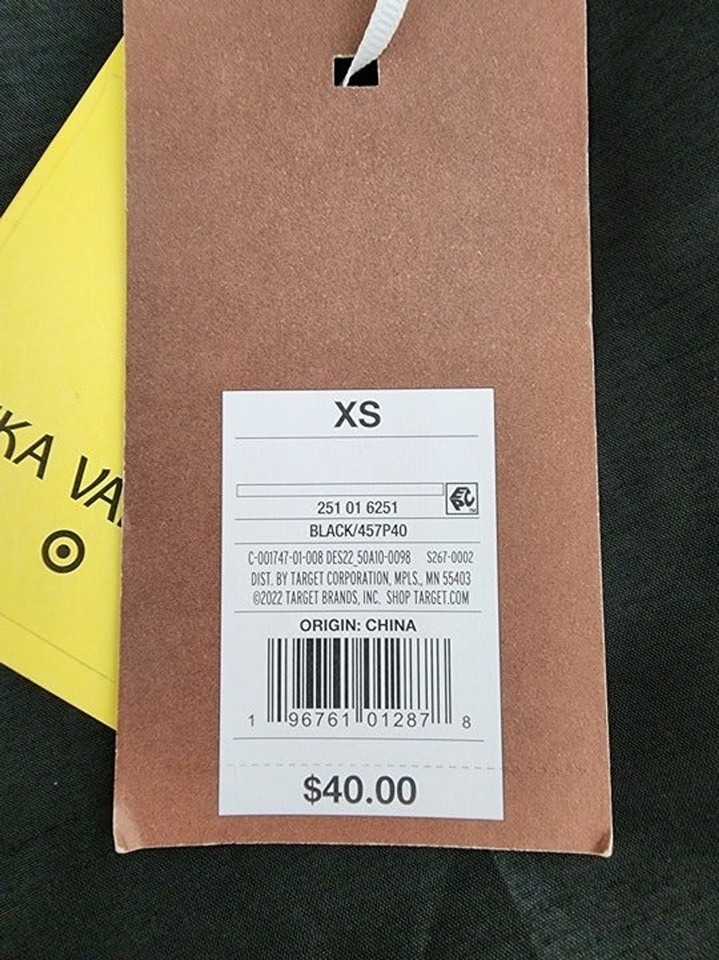 XS
251 01 6251
BLACK/457P40
C-001747-01-008 DES22_50A10-0098 S267-0002
DIST. BY TARGET CORPORATION, MPLS., MN 55403
©2022 TARGET BRANDS, INC. SHOP TARGET.COM
ORIGIN: CHINA
1 96761 01287 8
$40.00
KA VA